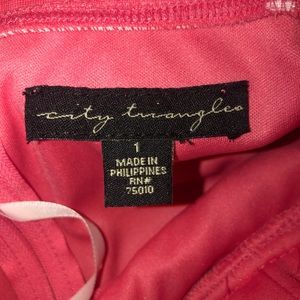 city triangles
1
MADE IN
PHILIPPINES
RN#
75010